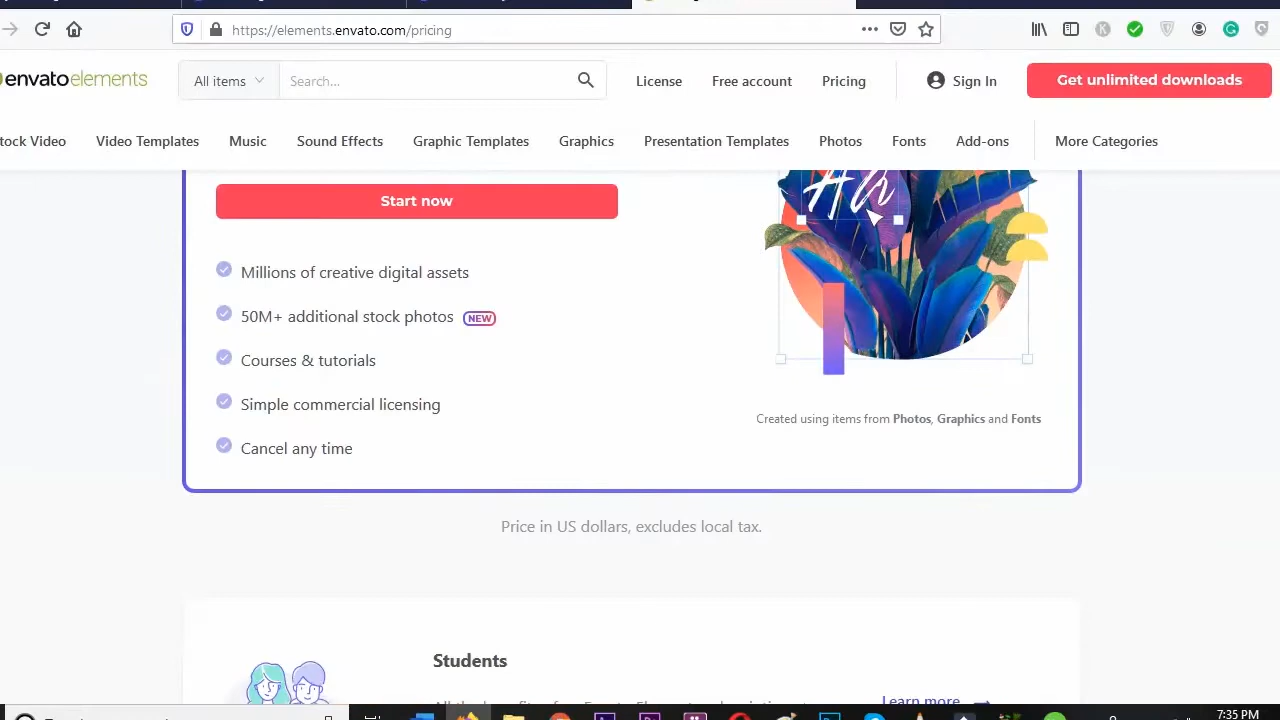 https://elements.envato.com/pricing
envatoelements
All items
Search...
License
Free account
Pricing
Sign In
Get unlimited downloads
tock Video
Video Templates
Music
Sound Effects
Graphic Templates
Graphics
Presentation Templates
Photos
Fonts
Add-ons
More Categories
Start now
Millions of creative digital assets
50M+ additional stock photos NEW
Courses & tutorials
Simple commercial licensing
Cancel any time
Created using items from Photos, Graphics and Fonts
Price in US dollars, excludes local tax.
Students
Learn more
7:35 PM